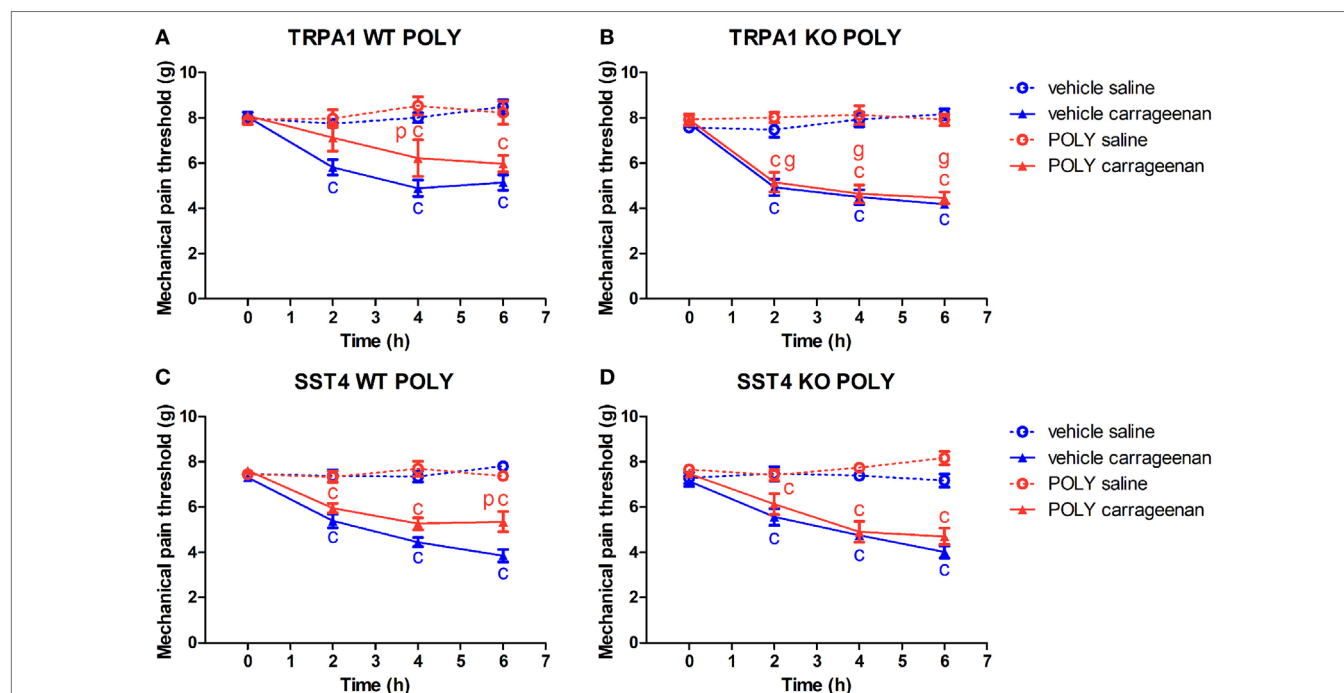 A
TRPA1 WT POLY
Mechanical pain threshold (g)
10
8
6
4
2
0
p c
c
c
c
c
0 1 2 3 4 5 6 7
Time (h)
B
TRPA1 KO POLY
Mechanical pain threshold (g)
10
8
6
4
2
0
c g
g
c
g
c
c
c
c
0 1 2 3 4 5 6 7
Time (h)
vehicle saline
vehicle carrageenan
POLY saline
POLY carrageenan
C
SST4 WT POLY
Mechanical pain threshold (g)
10
8
6
4
2
0
c
c
p c
c
c
c
0 1 2 3 4 5 6 7
Time (h)
D
SST4 KO POLY
Mechanical pain threshold (g)
10
8
6
4
2
0
c
c
c
c
c
c
0 1 2 3 4 5 6 7
Time (h)
vehicle saline
vehicle carrageenan
POLY saline
POLY carrageenan